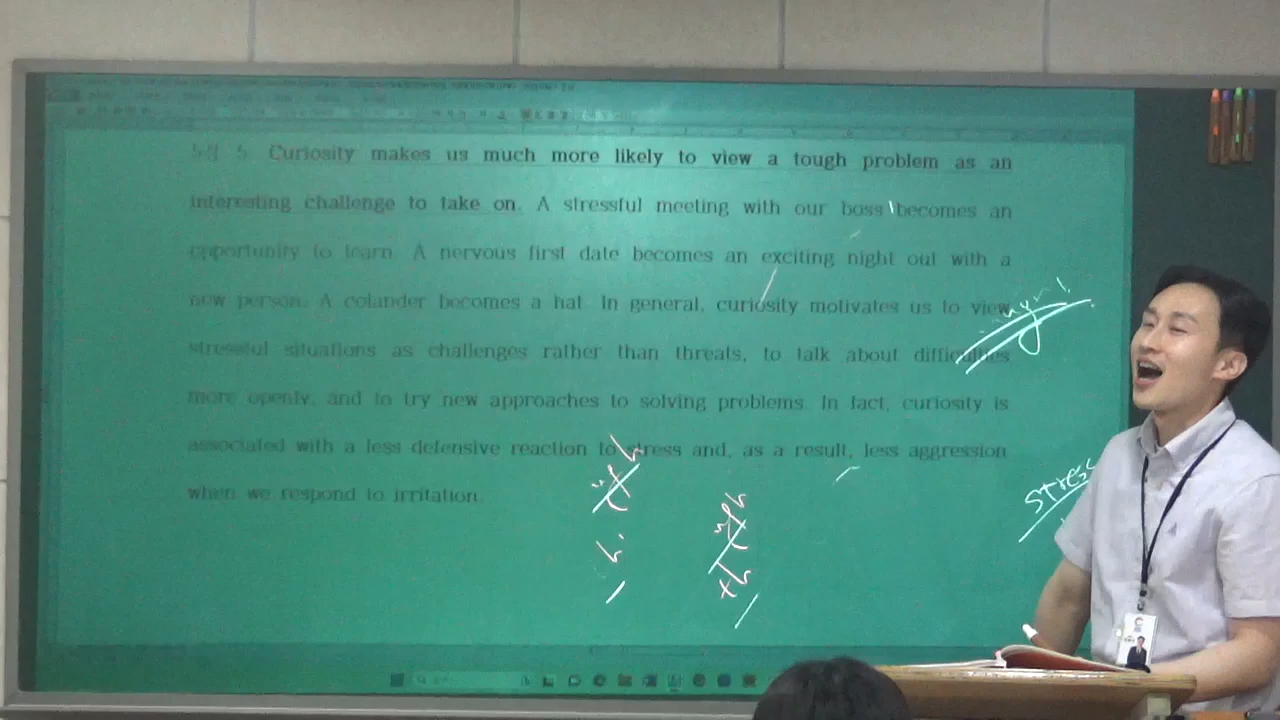 5. Curiosity makes us much more likely to view a tough problem as an
interesting challenge to take on. A stressful meeting with our boss becomes an
opportunity to learn. A nervous first date becomes an exciting night out with a
new person. A colander becomes a hat. In general, curiosity motivates us to view
stressful situations as challenges rather than threats, to talk about difficulties
more openly, and to try new approaches to solving problems. In fact, curiosity is
associated with a less defensive reaction to stress and, as a result, less aggression
when we respond to irritation.
stress